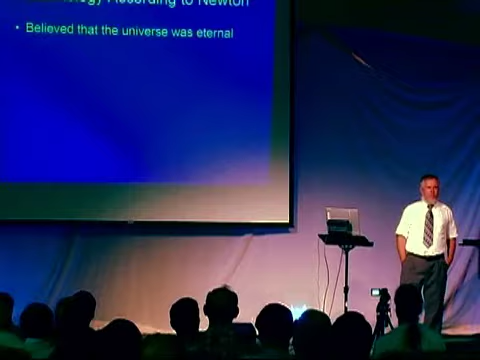 According to Newton
• Believed that the universe was eternal